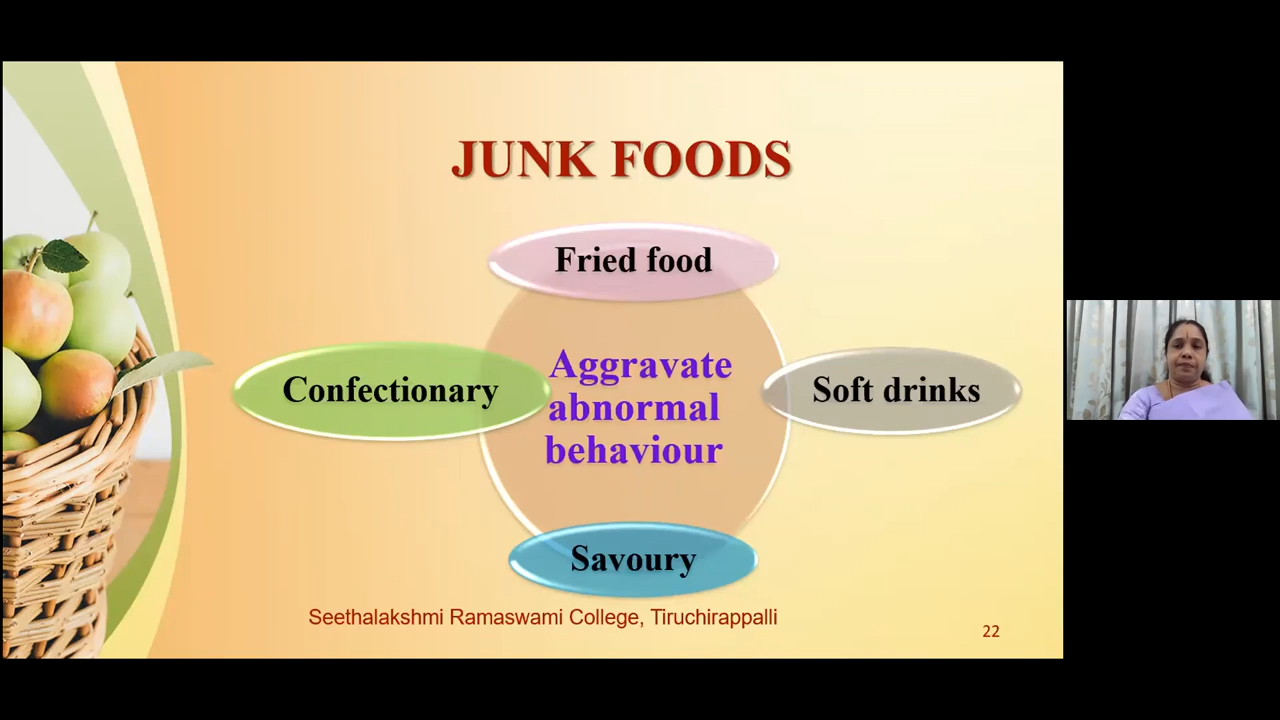 JUNK FOODS
Fried food
Confectionary
Aggravate
abnormal
behaviour
Soft drinks
Savoury
Seethalakshmi Ramaswami College, Tiruchirappalli
22